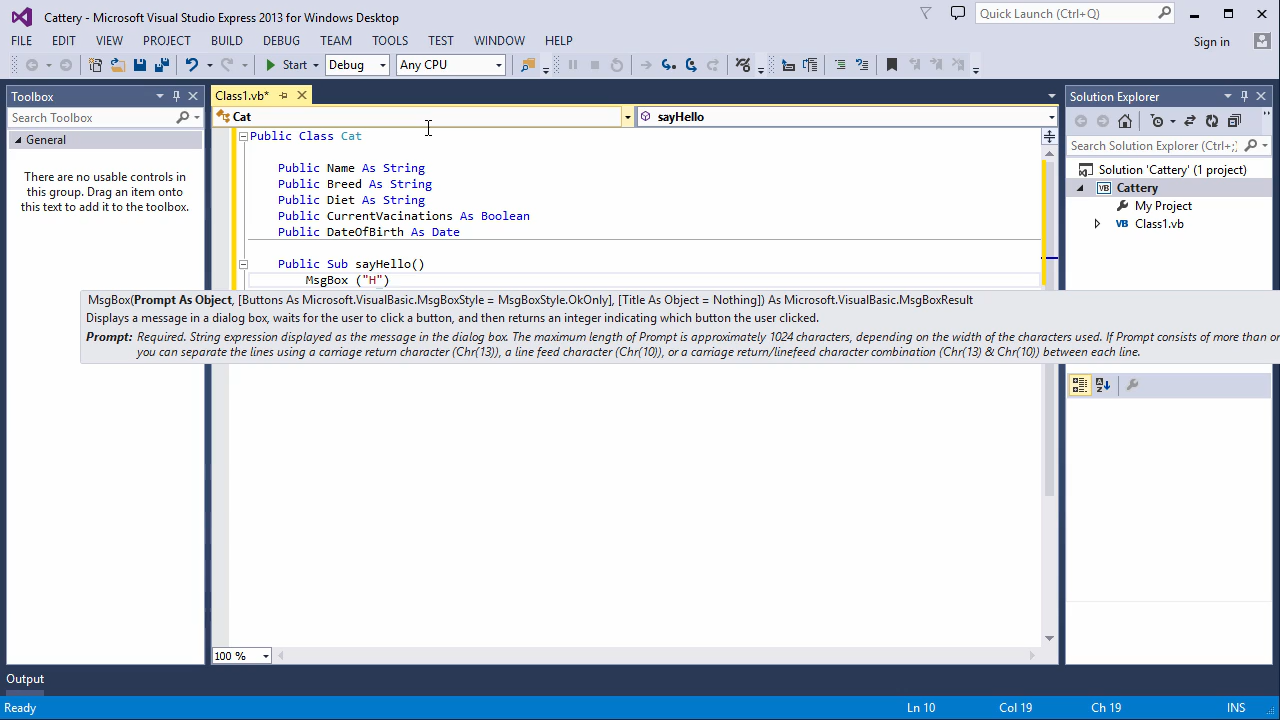 Cattery - Microsoft Visual Studio Express 2013 for Windows Desktop
Quick Launch (Ctrl+Q)
FILE EDIT VIEW PROJECT BUILD DEBUG TEAM TOOLS TEST WINDOW HELP
Sign in
Start Debug Any CPU
Toolbox
Class1.vb*
Solution Explorer
Search Toolbox
Cat
sayHello
General
There are no usable controls in
this group. Drag an item onto
this text to add it to the toolbox.
Public Class Cat
Public Name As String
Public Breed As String
Public Diet As String
Public CurrentVacinations As Boolean
Public DateOfBirth As Date
Public Sub sayHello()
MsgBox ("H")
MsgBox(Prompt As Object, [Buttons As Microsoft.VisualBasic.MsgBoxStyle = MsgBoxStyle.OkOnly], [Title As Object = Nothing]) As Microsoft.VisualBasic.MsgBoxResult
Displays a message in a dialog box, waits for the user to click a button, and then returns an integer indicating which button the user clicked.
Prompt: Required. String expression displayed as the message in the dialog box. The maximum length of Prompt is approximately 1024 characters, depending on the width of the characters used. If Prompt consists of more than
you can separate the lines using a carriage return character (Chr(13)), a line feed character (Chr(10)), or a carriage return/linefeed character combination (Chr(13) & Chr(10)) between each line.
Search Solution Explorer (Ctrl+;)
Solution 'Cattery' (1 project)
VB Cattery
My Project
VB Class1.vb
100 %
Output
Ready
Ln 10
Col 19
Ch 19
INS